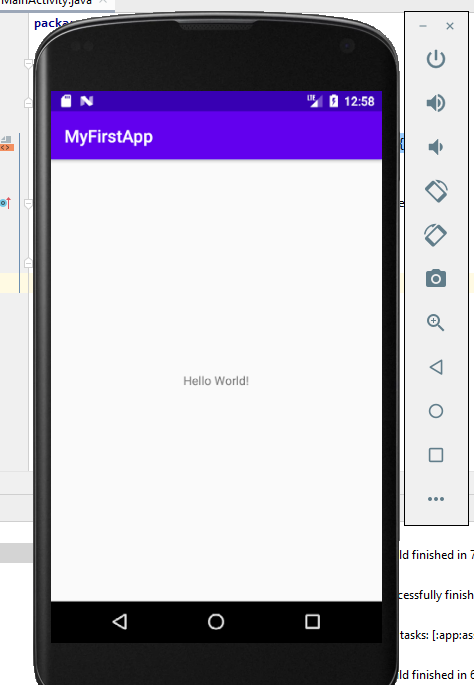 MainActivity.java
packa
LTE 12:58
MyFirstApp
{
e
Hello World!
ld finished in 7
cessfully finish
tasks: [:app:as
ld finished in 6